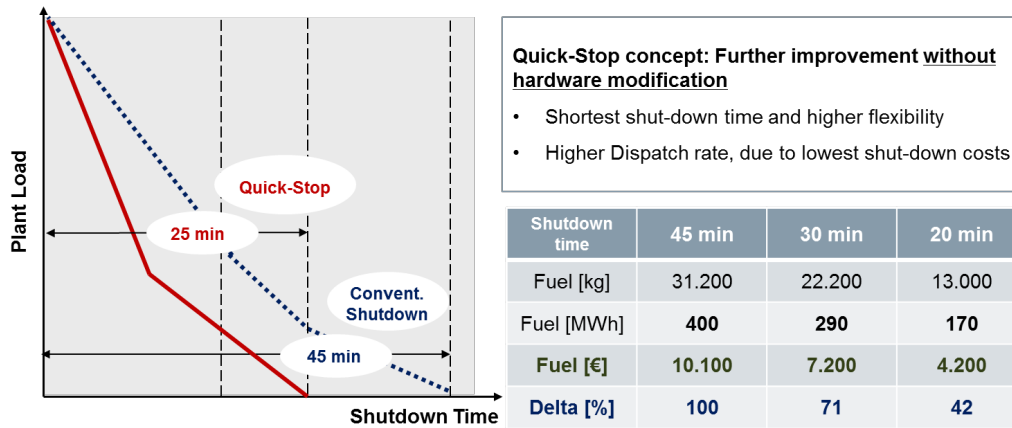 Plant Load
Quick-Stop
25 min
Convent.
Shutdown
45 min
Shutdown Time
Quick-Stop concept: Further improvement without
hardware modification
• Shortest shut-down time and higher flexibility
• Higher Dispatch rate, due to lowest shut-down costs
Shutdown
time
45 min
30 min
20 min
Fuel [kg] 31.200 22.200 13.000
Fuel [MWh] 400 290 170
Fuel [€] 10.100 7.200 4.200
Delta [%] 100 71 42